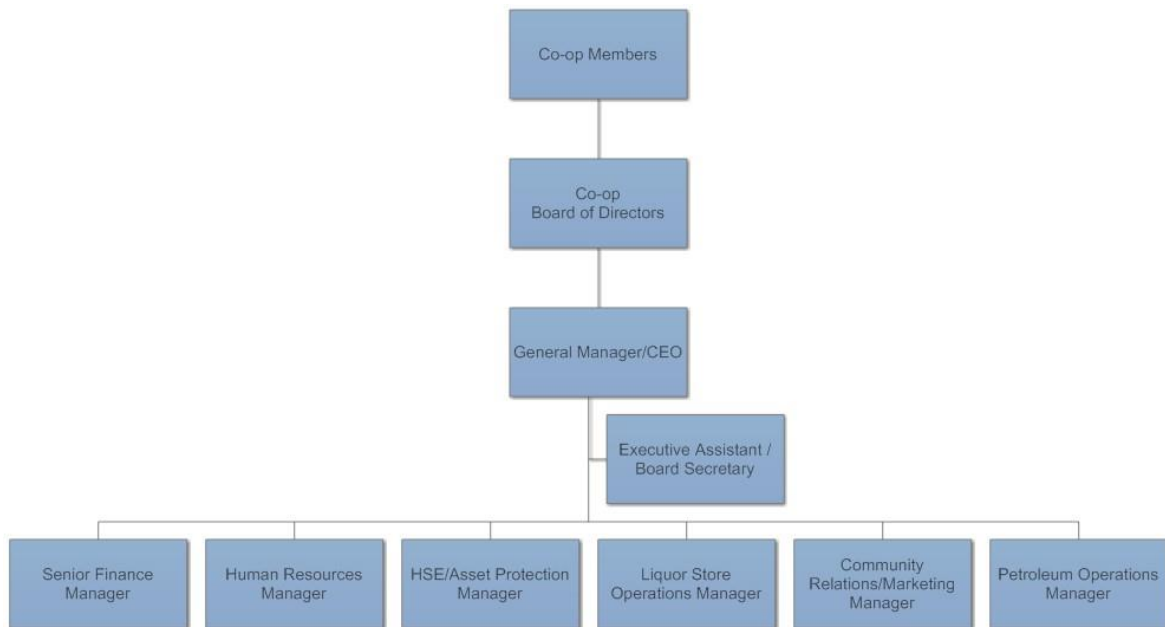 Co-op Members
Co-op
Board of Directors
General Manager/CEO
Executive Assistant /
Board Secretary
Senior Finance
Manager
Human Resources
Manager
HSE/Asset Protection
Manager
Liquor Store
Operations Manager
Community
Relations/Marketing
Manager
Petroleum Operations
Manager